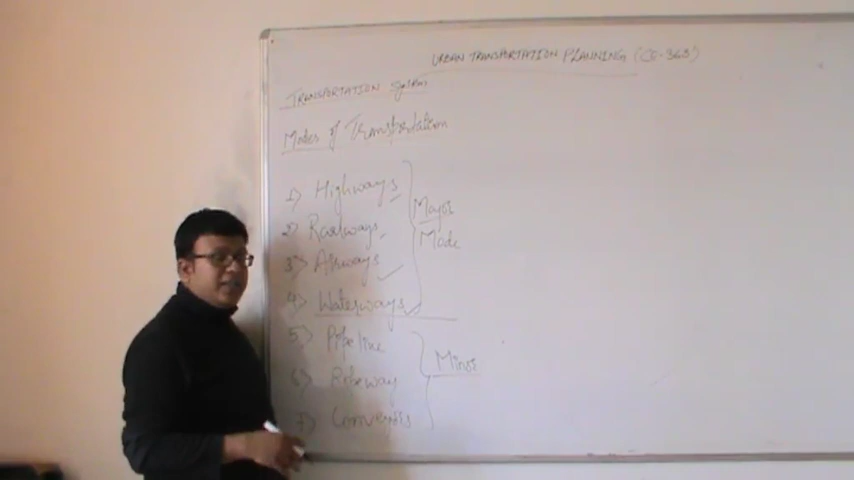 URBAN TRANSPORTATION PLANNING (CE-363)
TRANSPORTATION system
Modes of Transportation
1) Highways
2) Railways
3) Airways
4) Waterways
Major
Mode
5) Pipeline
6) Ropeway
7) Conveyors
Minor